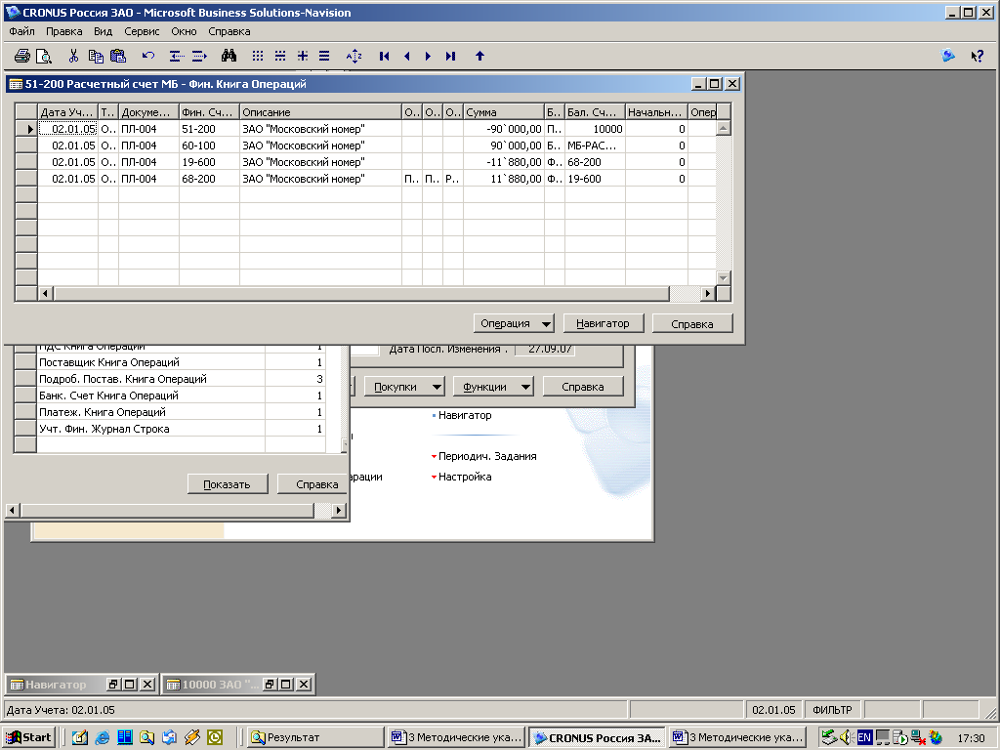 CRONUS Россия ЗАО - Microsoft Business Solutions-Navision
Файл Правка Вид Сервис Окно Справка
51-200 Расчетный счет МБ - Фин. Книга Операций
Дата Уч... Т... Докуме... Фин. Сч... Описание О... О... О... Сумма Б... Бал. Сч... Начальн... Опер
02.01.05 О... ПЛ-004 51-200 ЗАО "Московский номер" -90`000,00 П... 10000 0
02.01.05 О... ПЛ-004 60-100 ЗАО "Московский номер" 90`000,00 Б... МБ-РАС... 0
02.01.05 О... ПЛ-004 19-600 ЗАО "Московский номер" -11`880,00 Ф... 68-200 0
02.01.05 О... ПЛ-004 68-200 ЗАО "Московский номер" П... П... Р... 11`880,00 Ф... 19-600 0
Операция Навигатор Справка
НДС Книга Операций 1
Дата Посл. Изменения . 27.09.07
Поставщик Книга Операций 1
Подроб. Постав. Книга Операций 3
Банк. Счет Книга Операций 1
Платеж. Книга Операций 1
Учт. Фин. Журнал Строка 1
Покупки Функции Справка
Навигатор
Периодич. Задания
арации Настройка
Показать Справка
Навигатор 10000 ЗАО "...
Дата Учета: 02.01.05 02.01.05 ФИЛЬТР
Start Результат 3 Методические ука... CRONUS Россия ЗА... 3 Методические ука... EN 17:30